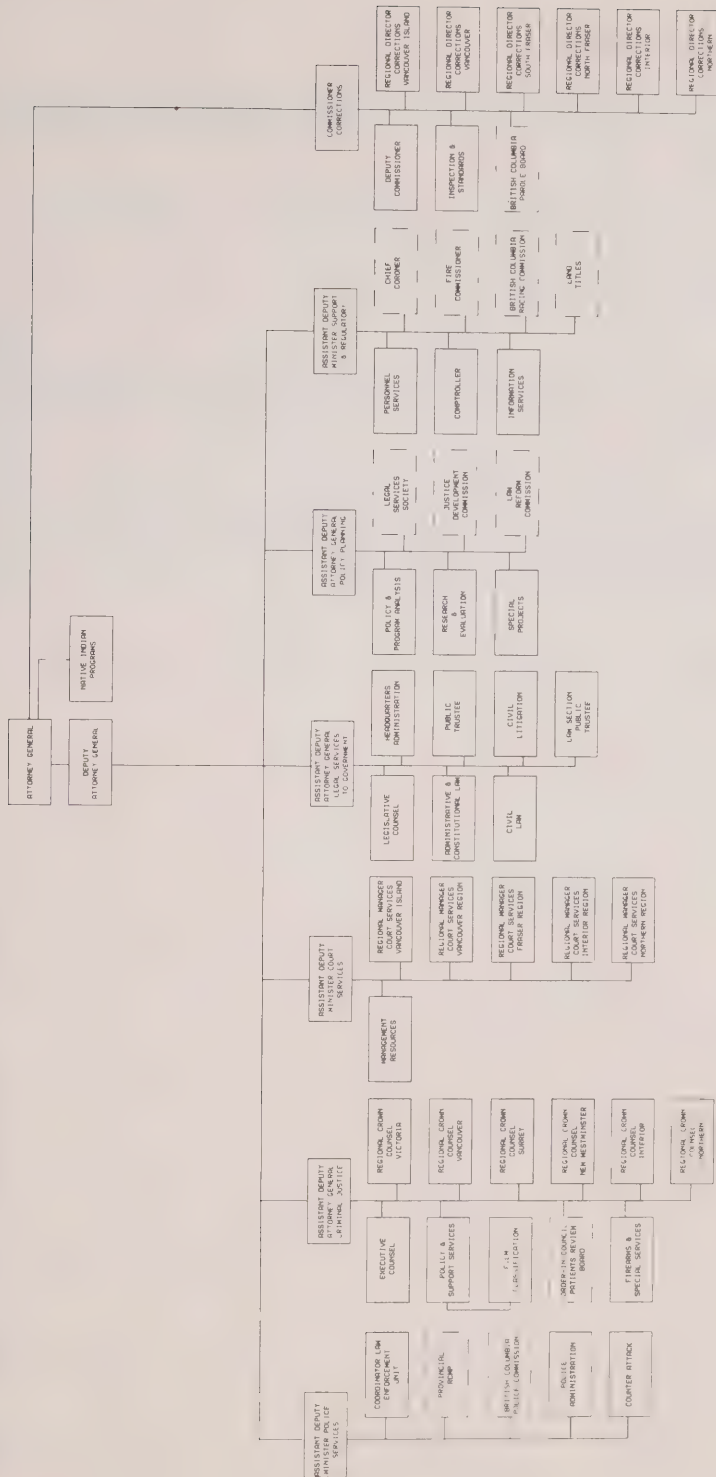 ATTORNEY GENERAL
NATIVE INDIAN
PROGRAMS
DEPUTY
ATTORNEY GENERAL
ASSISTANT DEPUTY
MINISTER POLICE
SERVICES
COORDINATOR LAW
ENFORCEMENT
UNIT
PROVINCIAL
RCMP
BRITISH COLUMBIA
POLICE COMMISSION
POLICE
ADMINISTRATION
COUNTER ATTACK
ASSISTANT DEPUTY
ATTORNEY GENERAL
CRIMINAL JUSTICE
EXECUTIVE
COUNSEL
POLICY &
SUPPORT SERVICES
FILM
CLASSIFICATION
ORDER-IN-COUNCIL
PATIENTS REVIEW
BOARD
FIREARMS &
SPECIAL SERVICES
REGIONAL CROWN
COUNSEL
VICTORIA
REGIONAL CROWN
COUNSEL
VANCOUVER
REGIONAL CROWN
COUNSEL
SURREY
REGIONAL CROWN
COUNSEL
NEW WESTMINSTER
REGIONAL CROWN
COUNSEL
INTERIOR
REGIONAL CROWN
COUNSEL
NORTHERN
ASSISTANT DEPUTY
MINISTER COURT
SERVICES
MANAGEMENT
RESOURCES
REGIONAL MANAGER
COURT SERVICES
VANCOUVER ISLAND
REGIONAL MANAGER
COURT SERVICES
VANCOUVER REGION
REGIONAL MANAGER
COURT SERVICES
FRASER REGION
REGIONAL MANAGER
COURT SERVICES
INTERIOR REGION
REGIONAL MANAGER
COURT SERVICES
NORTHERN REGION
ASSISTANT DEPUTY
ATTORNEY GENERAL
LEGAL SERVICES
TO GOVERNMENT
LEGISLATIVE
COUNSEL
ADMINISTRATIVE &
CONSTITUTIONAL LAW
CIVIL
LAW
HEADQUARTERS
ADMINISTRATION
PUBLIC
TRUSTEE
CIVIL
LITIGATION
LAW SECTION
PUBLIC
TRUSTEE
ASSISTANT DEPUTY
ATTORNEY GENERAL
POLICY PLANNING
POLICY &
PROGRAM ANALYSIS
RESEARCH
&
EVALUATION
SPECIAL
PROJECTS
LEGAL
SERVICES
SOCIETY
JUSTICE
DEVELOPMENT
COMMISSION
LAW
REFORM
COMMISSION
ASSISTANT DEPUTY
MINISTER SUPPORT
& REGULATORY
PERSONNEL
SERVICES
COMPTROLLER
INFORMATION
SERVICES
CHIEF
CORONER
FIRE
COMMISSIONER
BRITISH COLUMBIA
RACING COMMISSION
LAND
TITLES
COMMISSIONER
CORRECTIONS
DEPUTY
COMMISSIONER
INSPECTION &
STANDARDS
BRITISH COLUMBIA
PAROLE BOARD
REGIONAL DIRECTOR
CORRECTIONS
VANCOUVER ISLAND
REGIONAL DIRECTOR
CORRECTIONS
VANCOUVER
REGIONAL DIRECTOR
CORRECTIONS
SOUTH FRASER
REGIONAL DIRECTOR
CORRECTIONS
NORTH FRASER
REGIONAL DIRECTOR
CORRECTIONS
INTERIOR
REGIONAL DIRECTOR
CORRECTIONS
NORTHERN